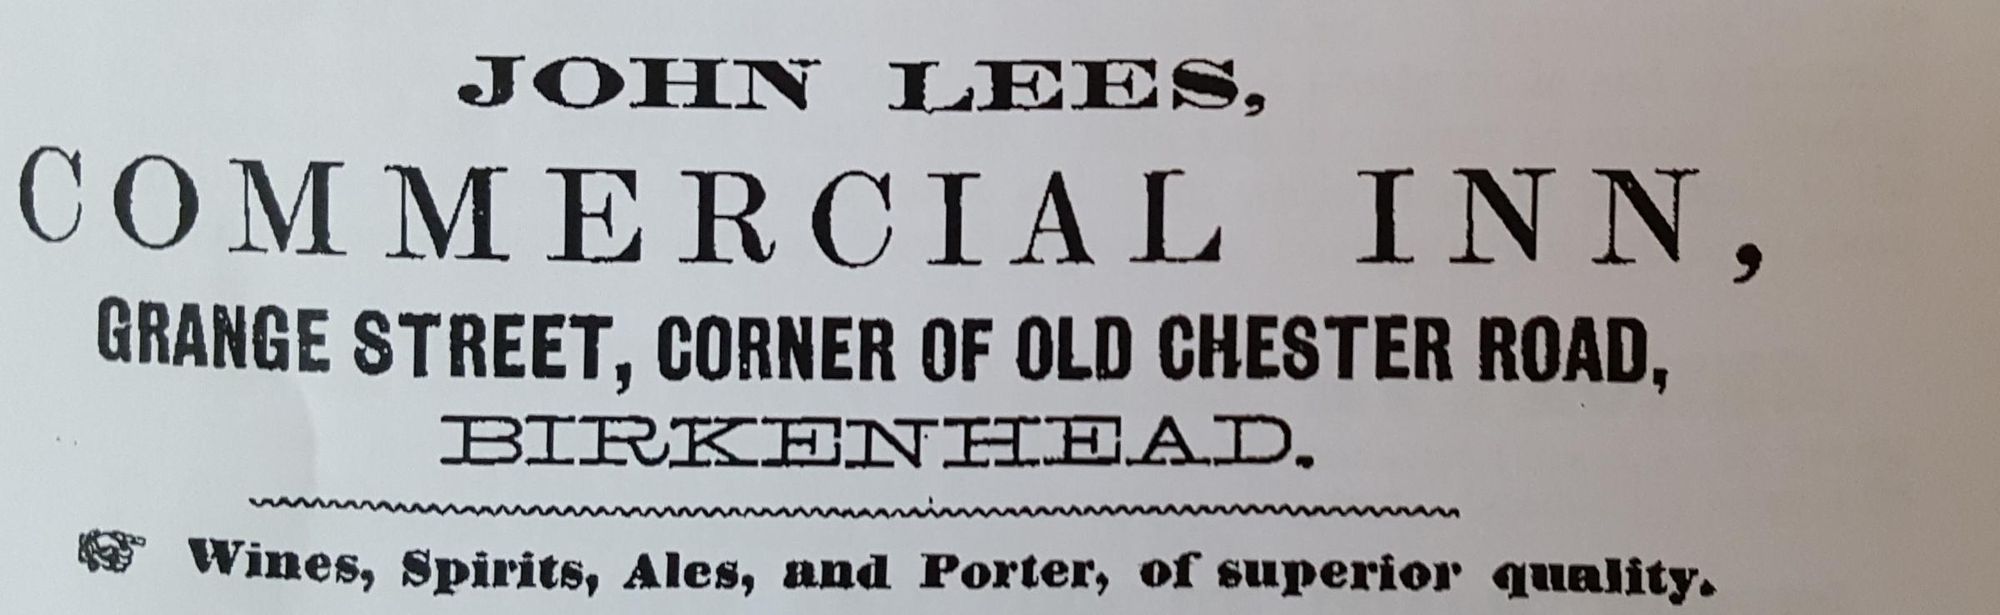 JOHN LEES,
COMMERCIAL INN,
GRANGE STREET, CORNER OF OLD CHESTER ROAD,
BIRKENHEAD.
Wines, Spirits, Ales, and Porter, of superior quality.